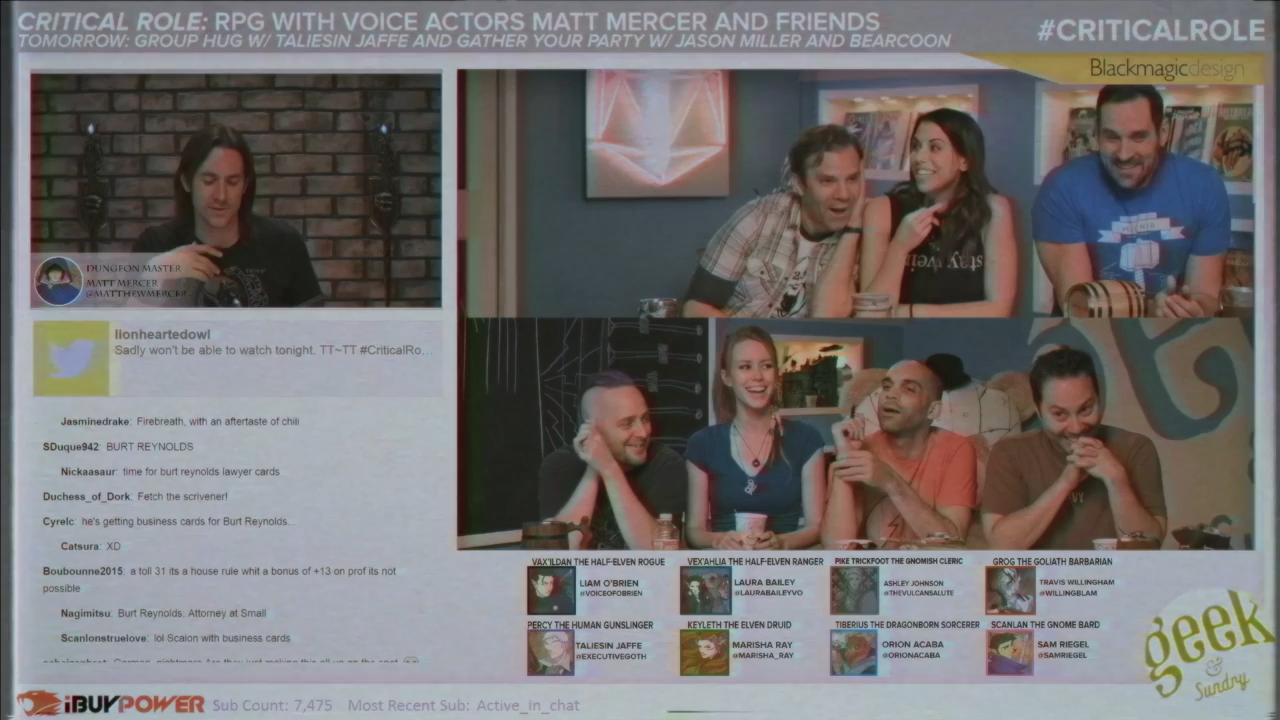 CRITICAL ROLE: RPG WITH VOICE ACTORS MATT MERCER AND FRIENDS
TOMORROW: GROUP HUG W/ TALIESIN JAFFE AND GATHER YOUR PARTY W/ JASON MILLER AND BEARCOON
#CRITICALROLE
Blackmagicdesign
DUNGEON MASTER
MATT MERCER
@MATTHEWMERCER
stay weird
lionheartedowl
Sadly won't be able to watch tonight. TT~TT #CriticalRo...
Jasminedrake: Firebreath, with an aftertaste of chili
SDuque942: BURT REYNOLDS
Nickaasaur: time for burt reynolds lawyer cards
Duchess_of_Dork: Fetch the scrivener!
Cyrelc: he's getting business cards for Burt Reynolds...
Catsura: XD
Boubounne2015: a toll 31 its a house rule whit a bonus of +13 on prof its not
possible
Nagimitsu: Burt Reynolds: Attorney at Small
Scanlonstruelove: lol Scalon with business cards
VAX'ILDAN THE HALF-ELVEN ROGUE
LIAM O'BRIEN
@VOICEOFOBRIEN
VEX'AHLIA THE HALF-ELVEN RANGER
LAURA BAILEY
@LAURABAILEYVO
PIKE TRICKFOOT THE GNOMISH CLERIC
ASHLEY JOHNSON
@THEVULCANSALUTE
GROG THE GOLIATH BARBARIAN
TRAVIS WILLINGHAM
@WILLINGBLAM
PERCY THE HUMAN GUNSLINGER
TALIESIN JAFFE
@EXECUTIVEGOTH
KEYLETH THE ELVEN DRUID
MARISHA RAY
@MARISHA_RAY
TIBERIUS THE DRAGONBORN SORCERER
ORION ACABA
@ORIONACABA
SCANLAN THE GNOME BARD
SAM RIEGEL
@SAMRIEGEL
geek
&
Sundry
iBUYPOWER
Sub Count: 7,475 Most Recent Sub: Active_in_chat